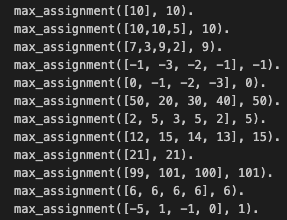 max_assignment([10], 10).
max_assignment([10,10,5], 10).
max_assignment([7,3,9,2], 9).
max_assignment([-1, -3, -2, -1], -1).
max_assignment([0, -1, -2, -3], 0).
max_assignment([50, 20, 30, 40], 50).
max_assignment([2, 5, 3, 5, 2], 5).
max_assignment([12, 15, 14, 13], 15).
max_assignment([21], 21).
max_assignment([99, 101, 100], 101).
max_assignment([6, 6, 6, 6], 6).
max_assignment([-5, 1, -1, 0], 1).